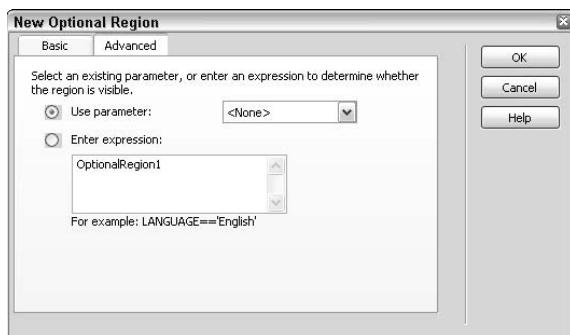 New Optional Region
Basic Advanced
Select an existing parameter, or enter an expression to determine whether
the region is visible.
Use parameter: <None>
Enter expression:
OptionalRegion1
For example: LANGUAGE=='English'
OK
Cancel
Help